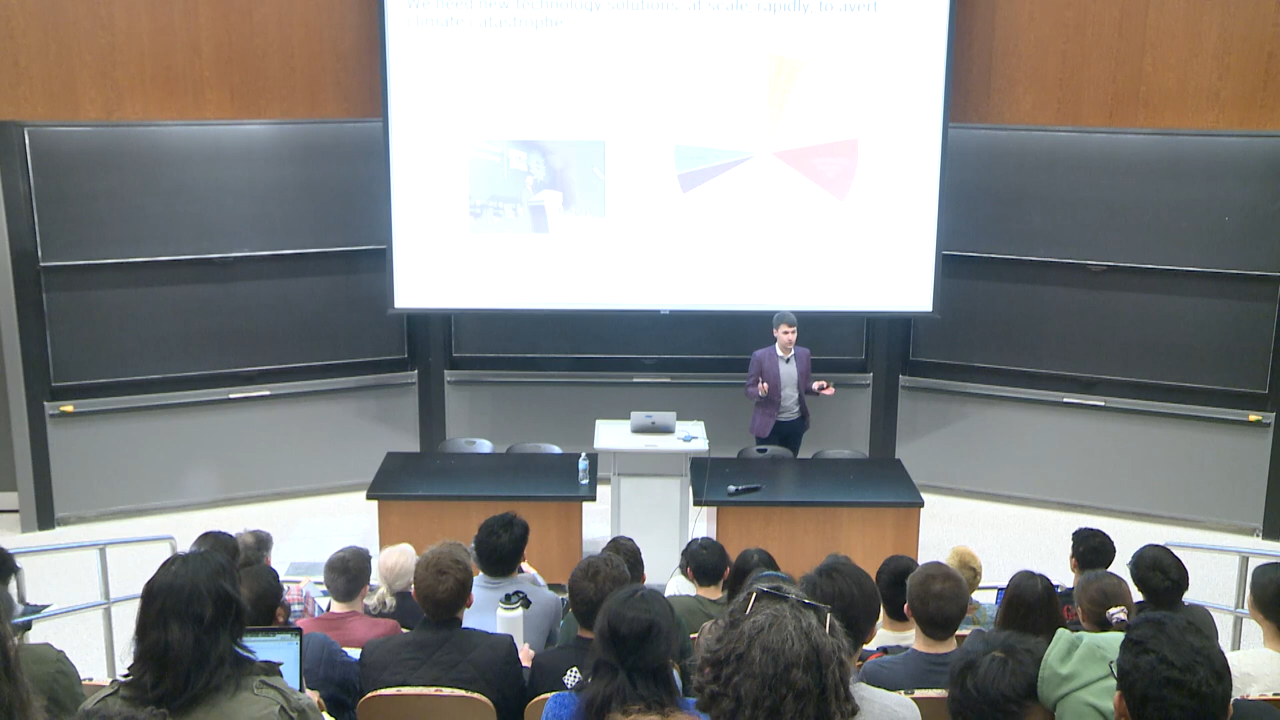 We need new technology solutions, at scale, rapidly, to avert
climate catastrophe